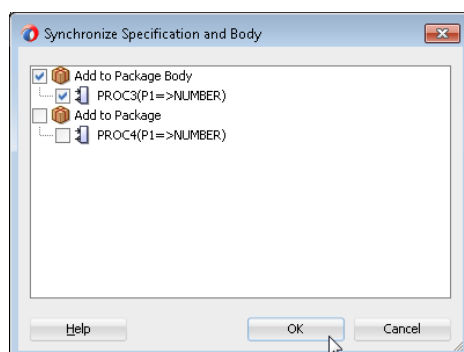 Synchronize Specification and Body
Add to Package Body
PROC3(P1=>NUMBER)
Add to Package
PROC4(P1=>NUMBER)
Help
OK
Cancel